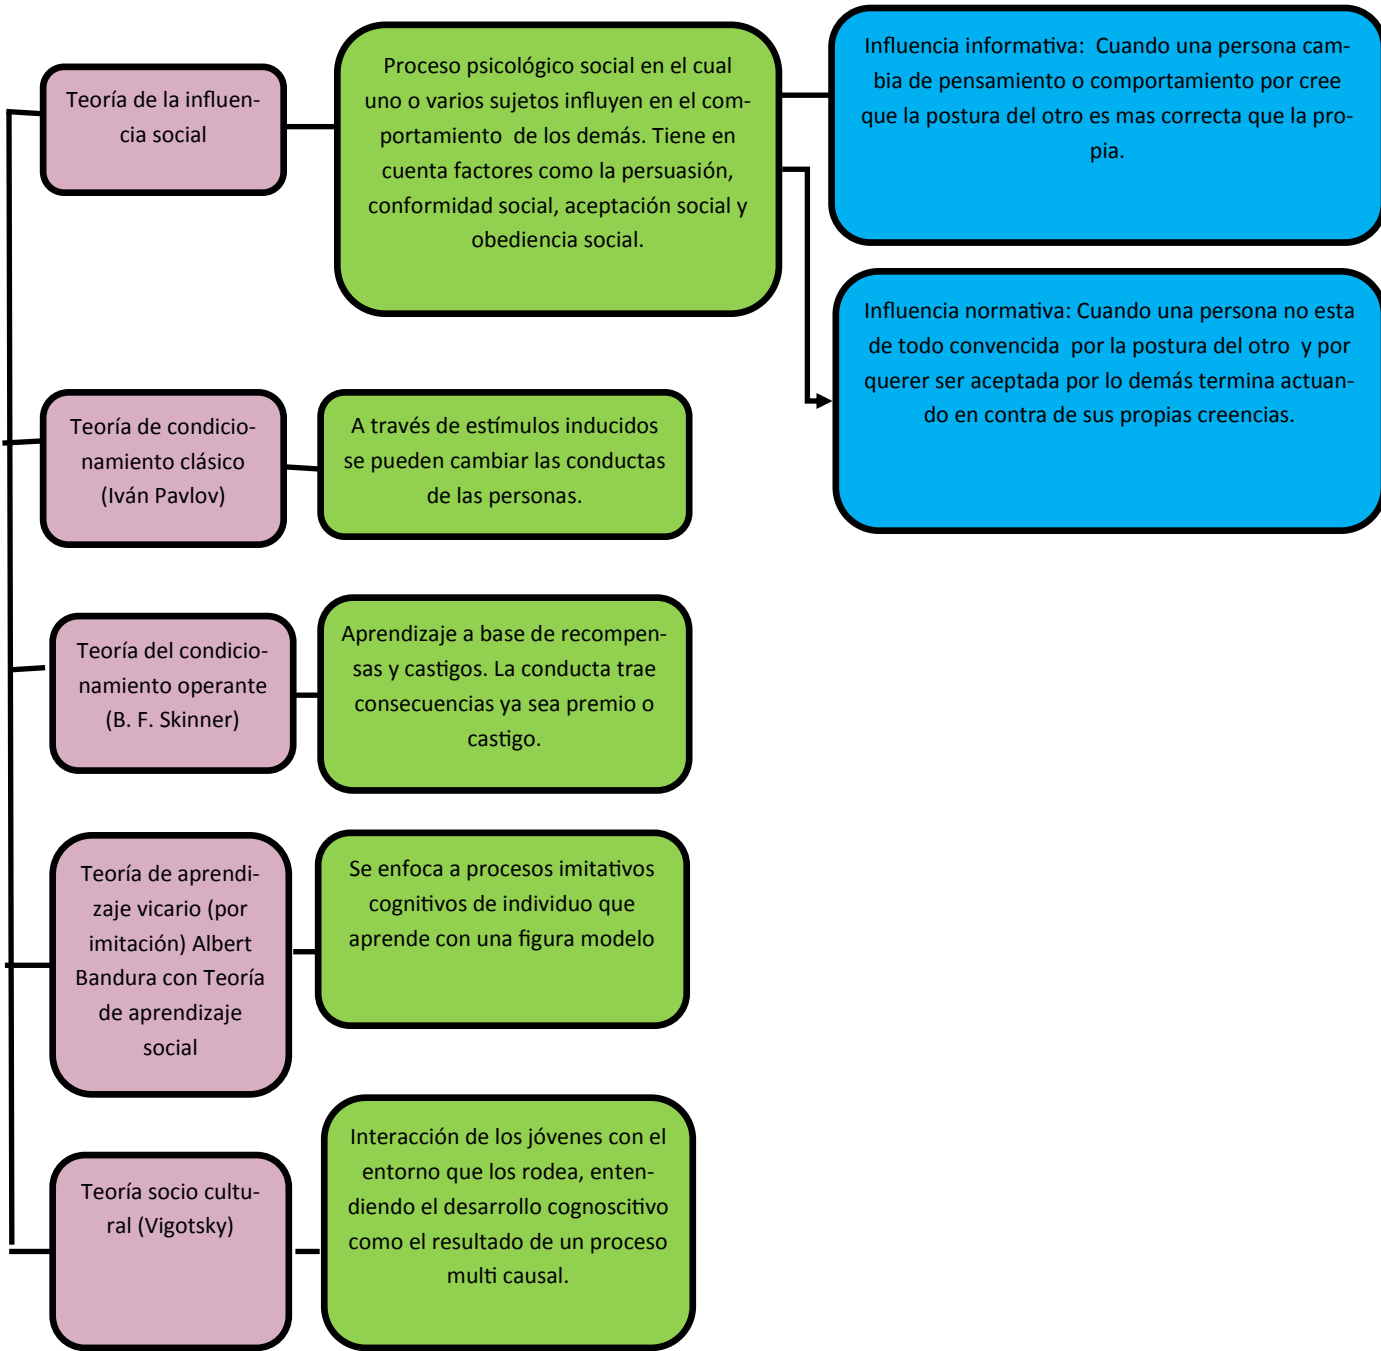 Teoría de la influen-
cia social
Proceso psicológico social en el cual
uno o varios sujetos influyen en el com-
portamiento  de los demás. Tiene en
cuenta factores como la persuasión,
conformidad social, aceptación social y
obediencia social.
Influencia informativa:  Cuando una persona cam-
bia de pensamiento o comportamiento por cree
que la postura del otro es mas correcta que la pro-
pia.
Influencia normativa: Cuando una persona no esta
de todo convencida  por la postura del otro  y por
querer ser aceptada por lo demás termina actuan-
do en contra de sus propias creencias.
Teoría de condicio-
namiento clásico
(Iván Pavlov)
A través de estímulos inducidos
se pueden cambiar las conductas
de las personas.
Teoría del condicio-
namiento operante
(B. F. Skinner)
Aprendizaje a base de recompen-
sas y castigos. La conducta trae
consecuencias ya sea premio o
castigo.
Teoría de aprendi-
zaje vicario (por
imitación) Albert
Bandura con Teoría
de aprendizaje
social
Se enfoca a procesos imitativos
cognitivos de individuo que
aprende con una figura modelo
Teoría socio cultu-
ral (Vigotsky)
Interacción de los jóvenes con el
entorno que los rodea, enten-
diendo el desarrollo cognoscitivo
como el resultado de un proceso
multi causal.